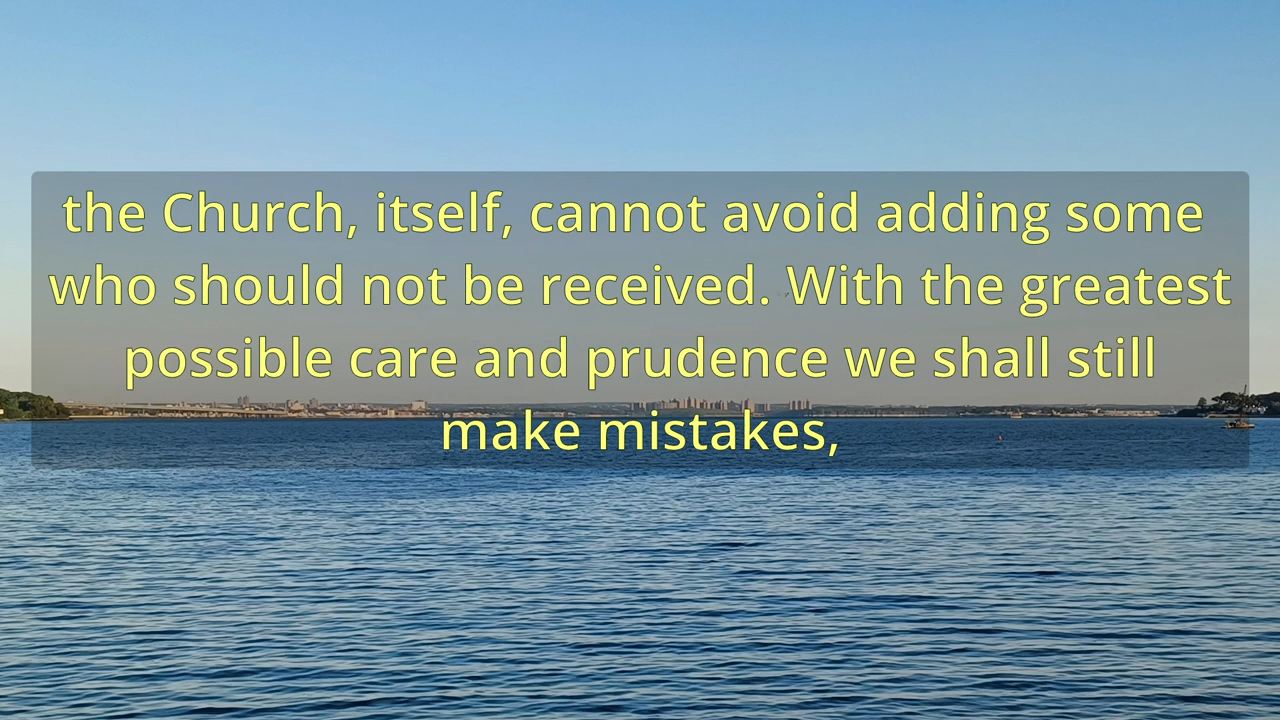 the Church, itself, cannot avoid adding some
who should not be received. With the greatest
possible care and prudence we shall still
make mistakes,